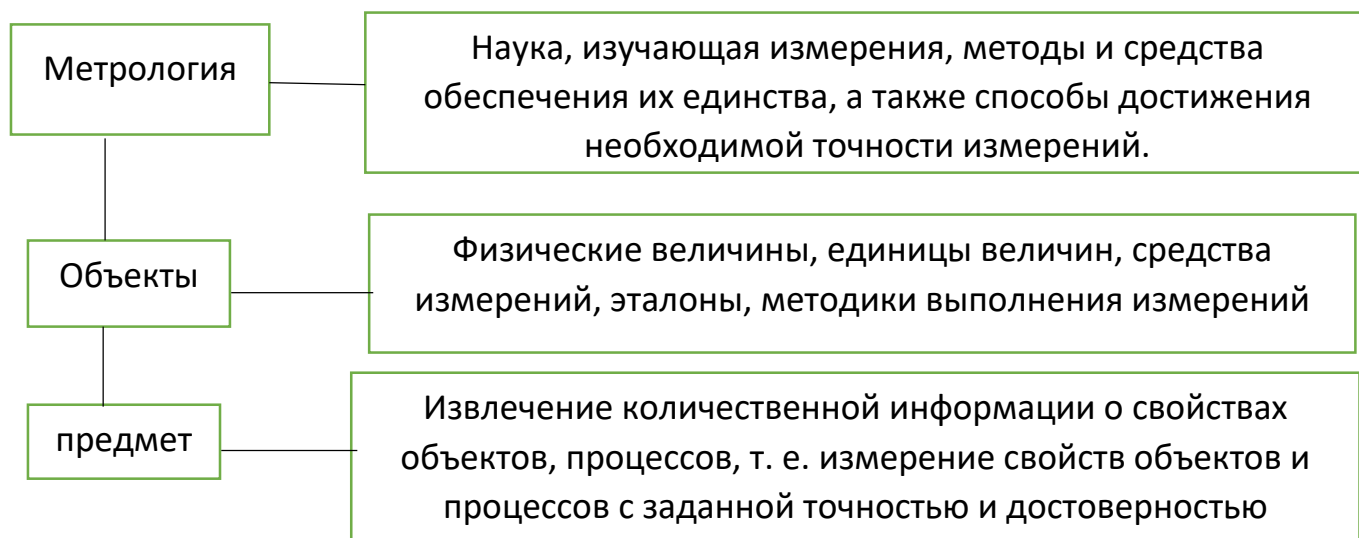 Метрология
Наука, изучающая измерения, методы и средства
обеспечения их единства, а также способы достижения
необходимой точности измерений.
Объекты
Физические величины, единицы величин, средства
измерений, эталоны, методики выполнения измерений
предмет
Извлечение количественной информации о свойствах
объектов, процессов, т. е. измерение свойств объектов и
процессов с заданной точностью и достоверностью